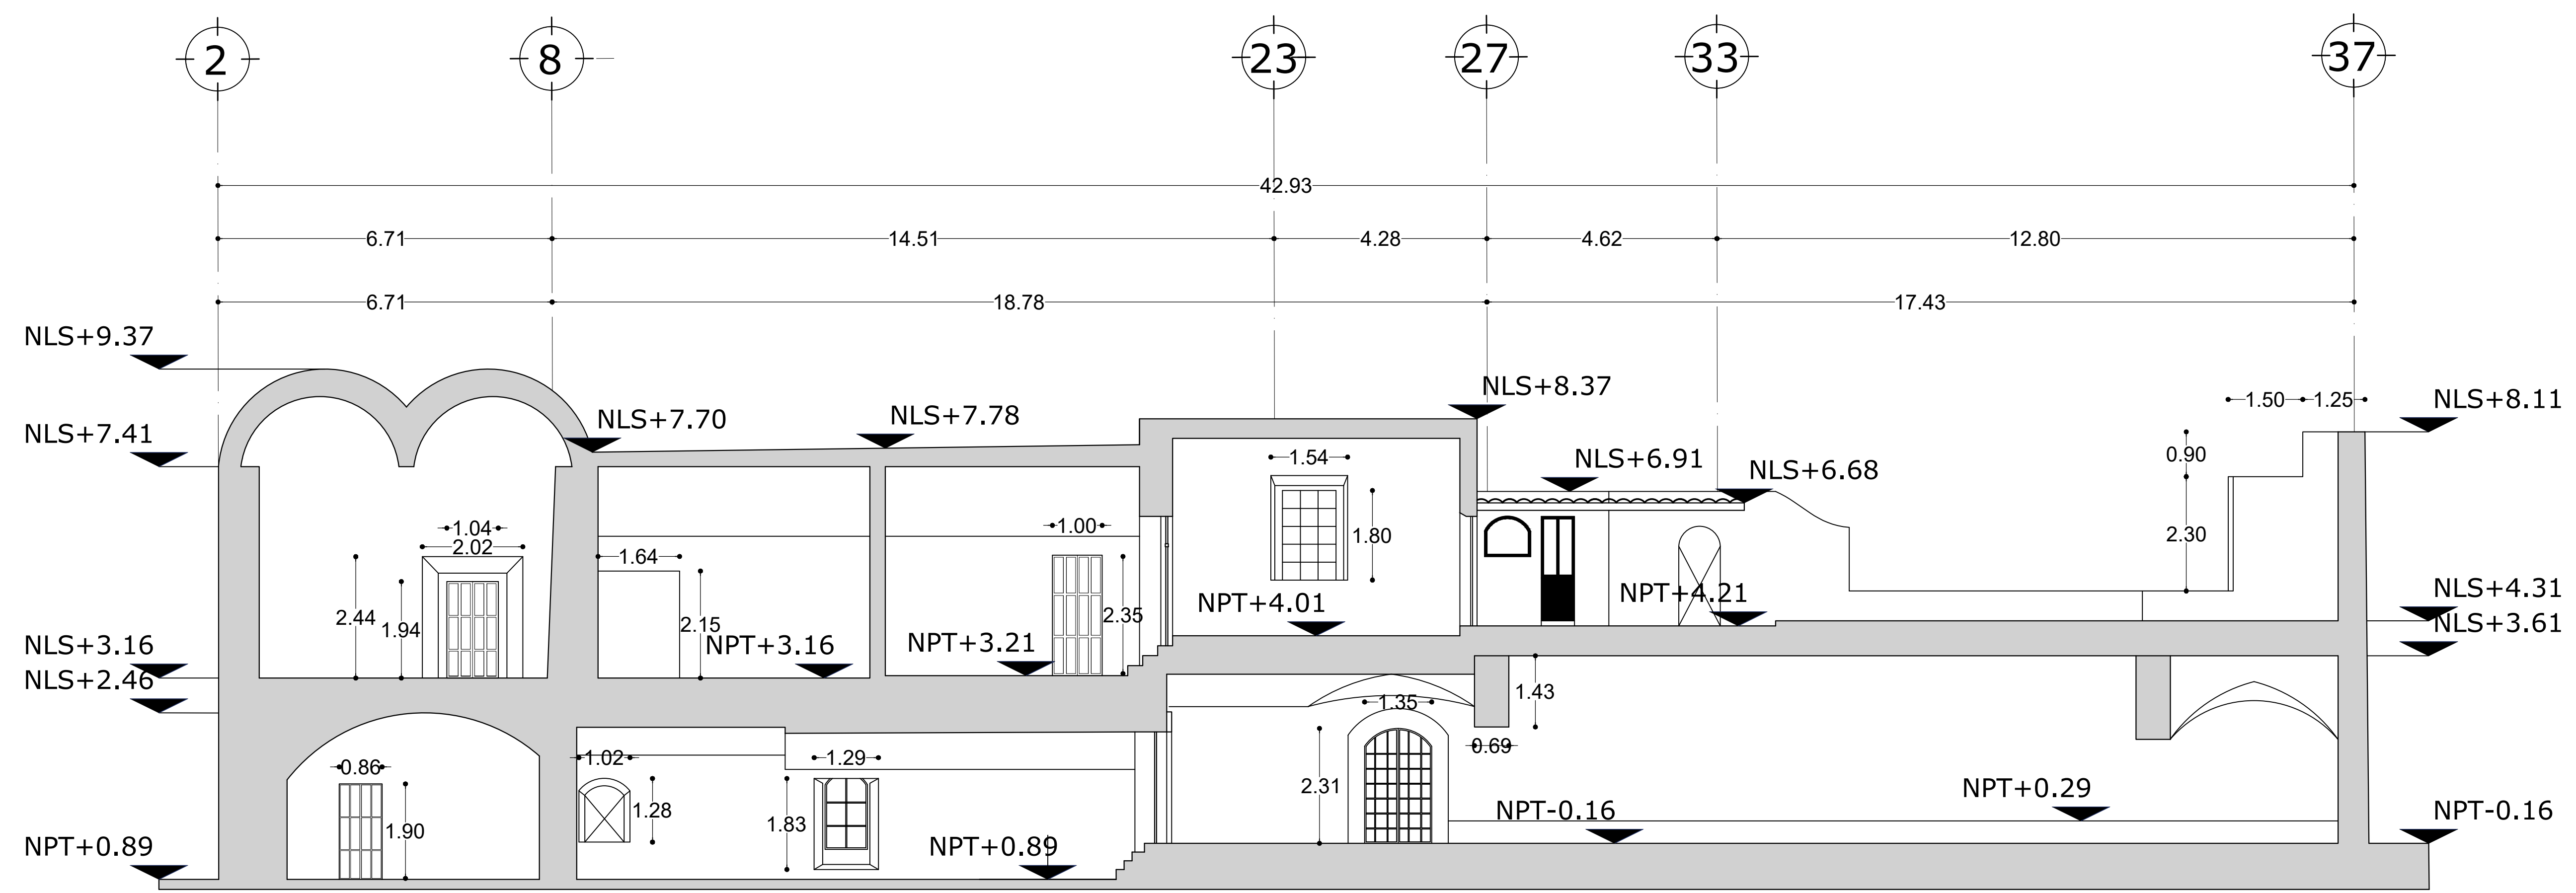 2 8 23 27 33 37
42.93
6.71 14.51 4.28 4.62 12.80
6.71 18.78 17.43
NLS+9.37
NLS+8.37
NLS+8.11
1.50 1.25
NLS+7.41
NLS+7.70
NLS+7.78
NLS+6.91
NLS+6.68
0.90
1.54
1.80
2.30
1.04
2.02
1.00
1.64
2.44
1.94
2.15
2.35
NPT+4.01
NPT+4.21
NLS+4.31
NLS+3.16
NPT+3.16
NPT+3.21
NLS+3.61
NLS+2.46
1.43
1.35
0.69
0.86
1.02
1.29
1.90
1.28
1.83
2.31
NPT+0.29
NPT-0.16
NPT-0.16
NPT+0.89
NPT+0.89